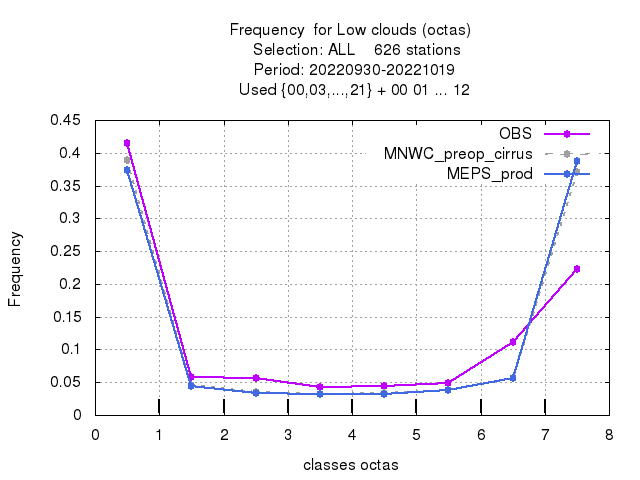 Frequency  for Low clouds (octas)
Selection: ALL    626 stations
Period: 20220930-20221019
Used {00,03,...,21} + 00 01 ... 12
OBS
MNWC_preop_cirrus
MEPS_prod
0.45
0.4
0.35
0.3
0.25
0.2
0.15
0.1
0.05
0
Frequency
0 1 2 3 4 5 6 7 8
classes octas